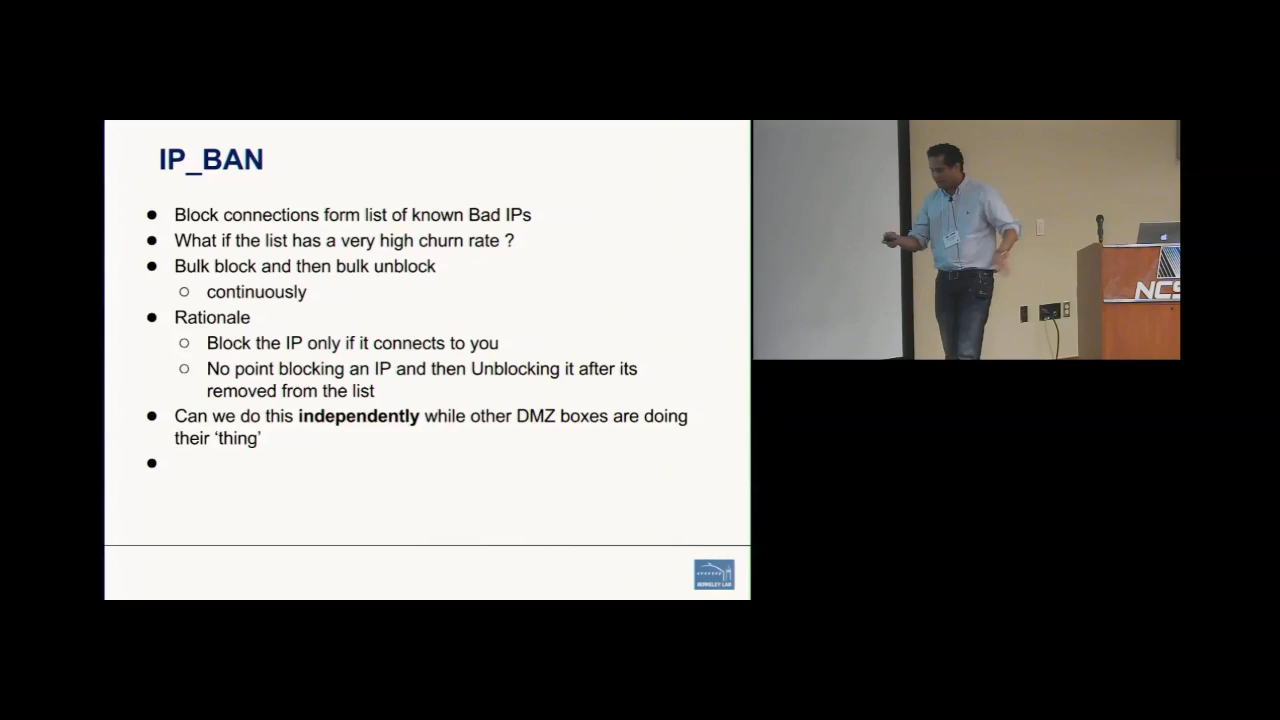 IP_BAN
● Block connections form list of known Bad IPs
● What if the list has a very high churn rate ?
● Bulk block and then bulk unblock
○ continuously
● Rationale
○ Block the IP only if it connects to you
○ No point blocking an IP and then Unblocking it after its
removed from the list
● Can we do this independently while other DMZ boxes are doing
their ‘thing’
●
BERKELEY LAB
NCS